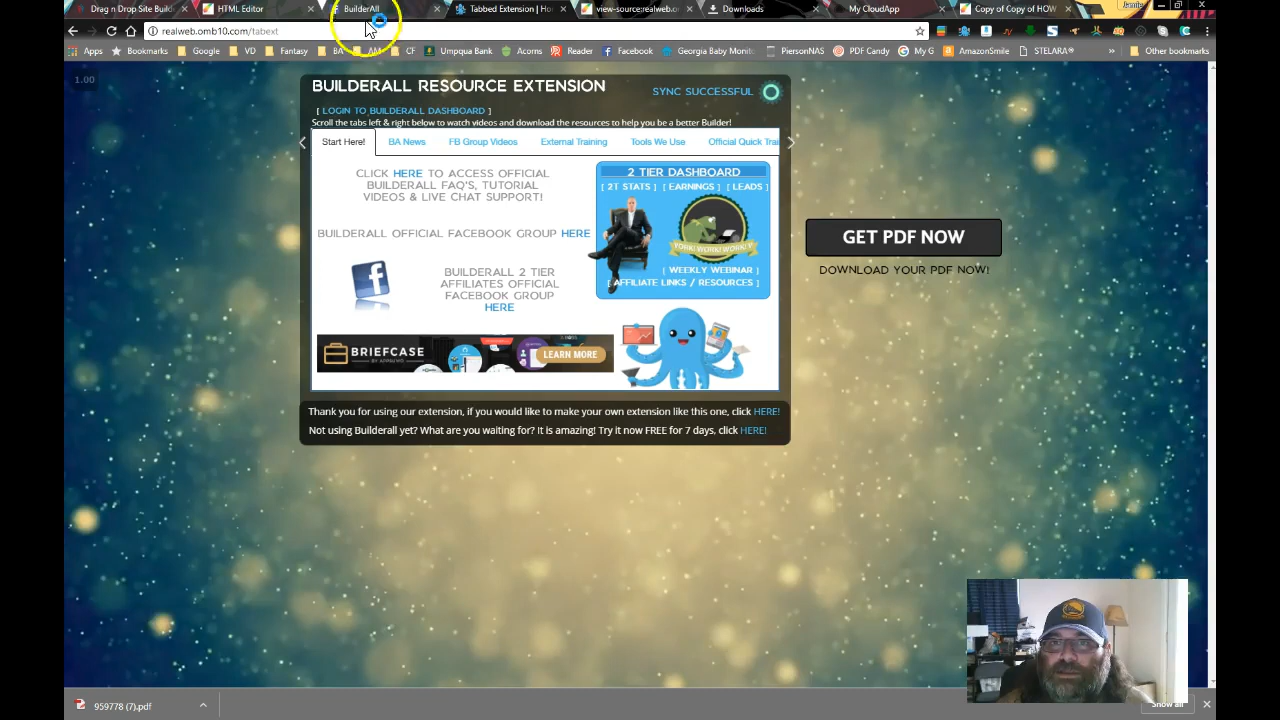 Drag n Drop Site Build
HTML Editor
BuilderAll
Tabbed Extension | Ho
view-source:realweb.o
Downloads
My CloudApp
Copy of Copy of HOW
Jamie
realweb.omb10.com/tabext
Apps
Bookmarks
Google
VD
Fantasy
BA
AM
CF
Umpqua Bank
Acorns
Reader
Facebook
Georgia Baby Monito
PiersonNAS
PDF Candy
My G
AmazonSmile
STELARA®
»
Other bookmarks
1.00
BUILDERALL RESOURCE EXTENSION
SYNC SUCCESSFUL
[ LOGIN TO BUILDERALL DASHBOARD ]
Scroll the tabs left & right below to watch videos and download the resources to help you be a better Builder!
Start Here!
BA News
FB Group Videos
External Training
Tools We Use
Official Quick Trai
CLICK HERE TO ACCESS OFFICIAL
BUILDERALL FAQ'S, TUTORIAL
VIDEOS & LIVE CHAT SUPPORT!
BUILDERALL OFFICIAL FACEBOOK GROUP HERE
BUILDERALL 2 TIER
AFFILIATES OFFICIAL
FACEBOOK GROUP
HERE
2 TIER DASHBOARD
[ 2T STATS ] [ EARNINGS ] [ LEADS ]
[ WEEKLY WEBINAR ]
[ AFFILIATE LINKS / RESOURCES ]
BRIEFCASE
BY APPSUMO
LEARN MORE
GET PDF NOW
DOWNLOAD YOUR PDF NOW!
Thank you for using our extension, if you would like to make your own extension like this one, click HERE!
Not using Builderall yet? What are you waiting for? It is amazing! Try it now FREE for 7 days, click HERE!
959778 (7).pdf
Show all